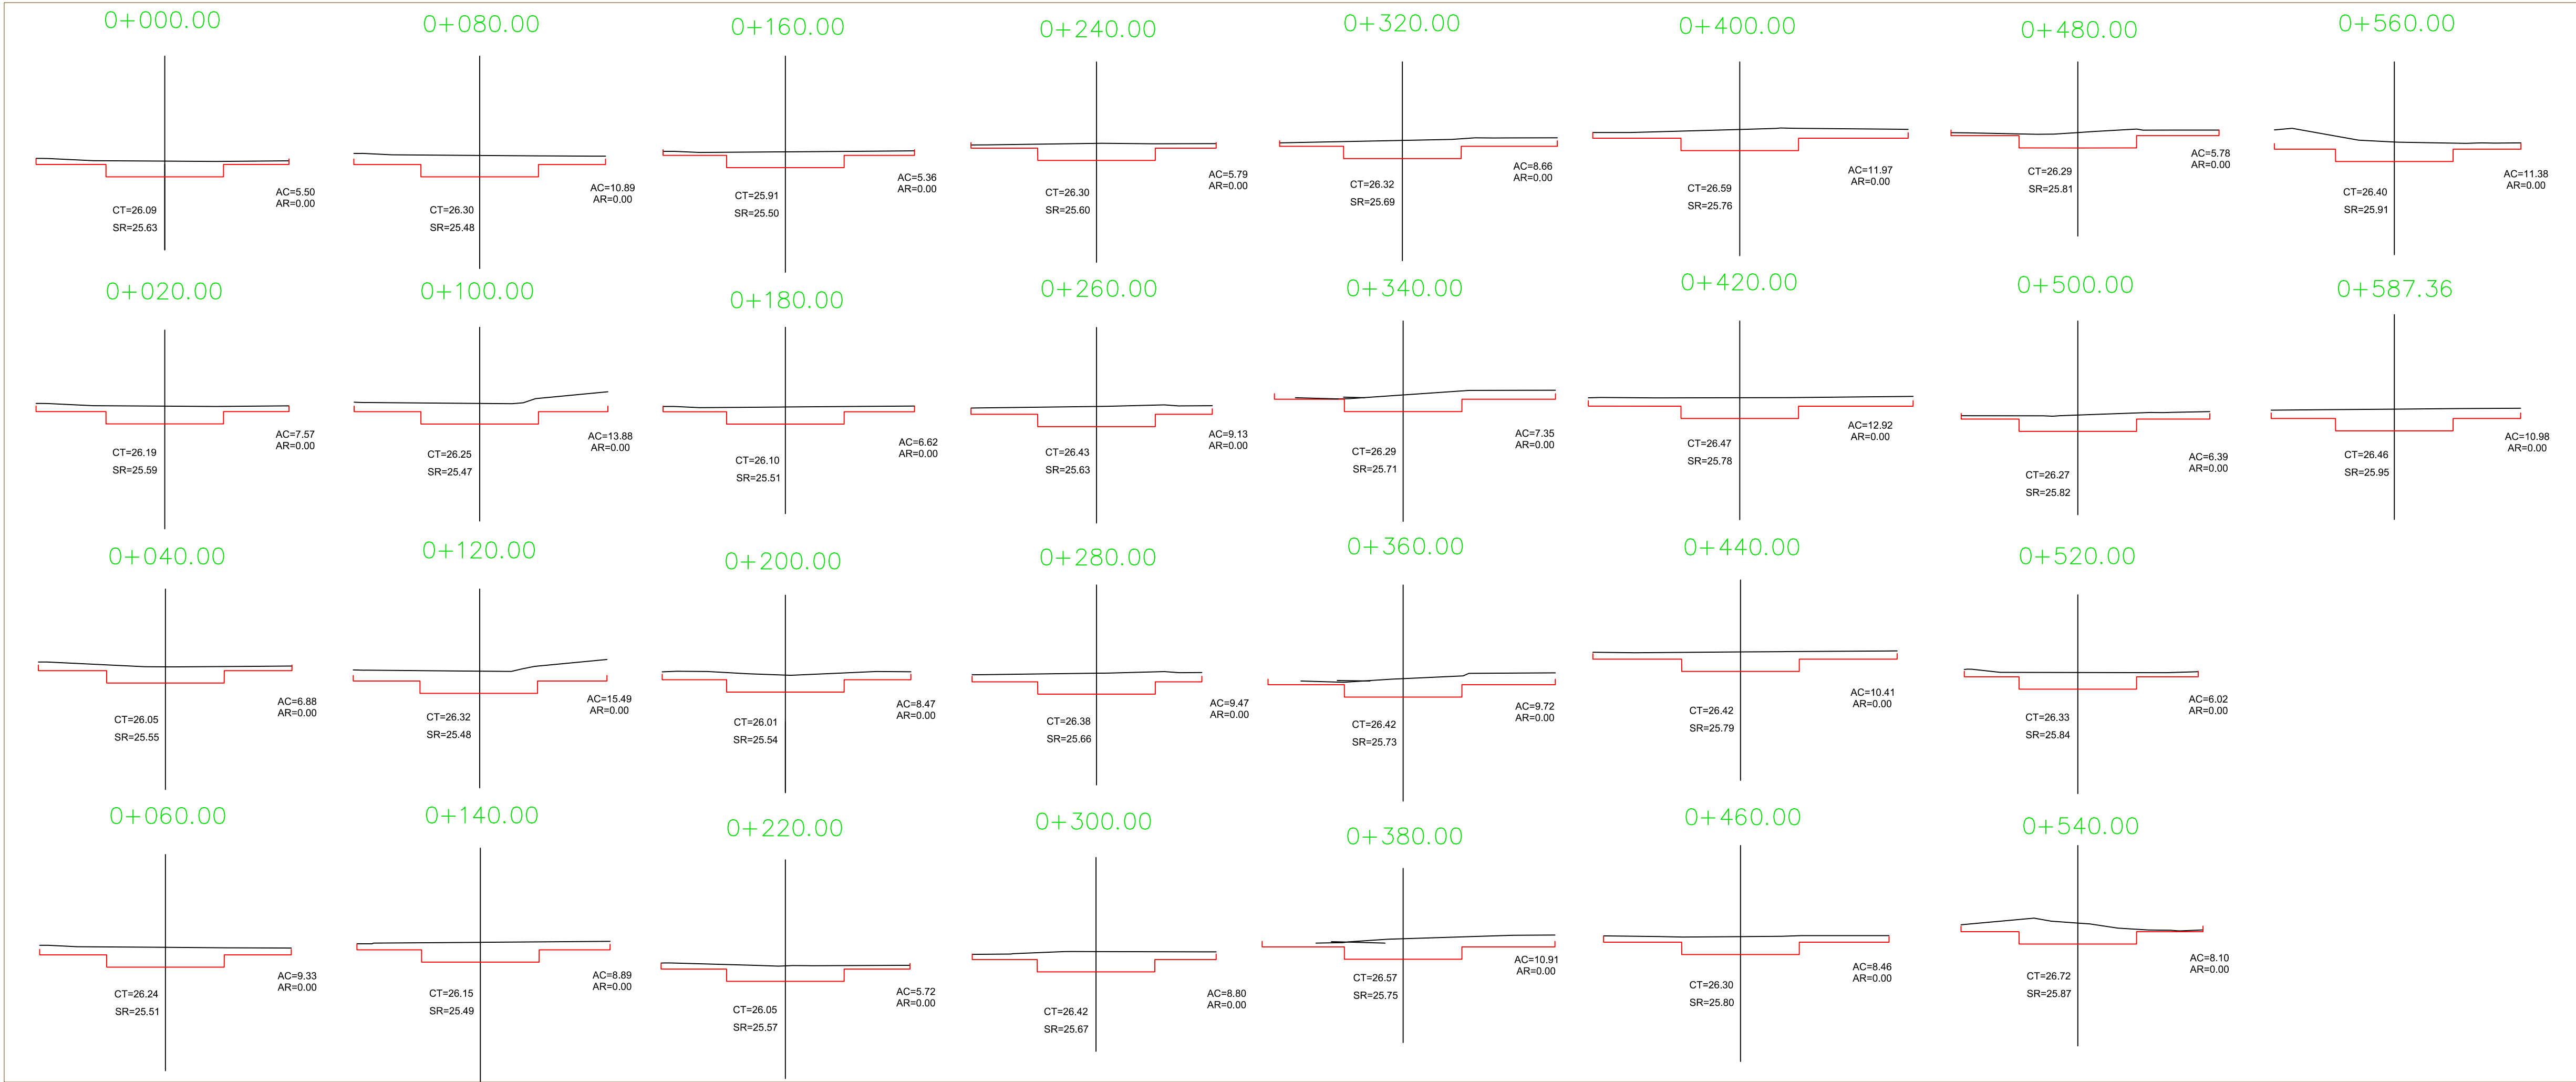 0+000.00
AC=5.50
AR=0.00
CT=26.09
SR=25.63
0+020.00
AC=7.57
AR=0.00
CT=26.19
SR=25.59
0+040.00
AC=6.88
AR=0.00
CT=26.05
SR=25.55
0+060.00
AC=9.33
AR=0.00
CT=26.24
SR=25.51
0+080.00
AC=10.89
AR=0.00
CT=26.30
SR=25.48
0+100.00
AC=13.88
AR=0.00
CT=26.25
SR=25.47
0+120.00
AC=15.49
AR=0.00
CT=26.32
SR=25.48
0+140.00
AC=8.89
AR=0.00
CT=26.15
SR=25.49
0+160.00
AC=5.36
AR=0.00
CT=25.91
SR=25.50
0+180.00
AC=6.62
AR=0.00
CT=26.10
SR=25.51
0+200.00
AC=8.47
AR=0.00
CT=26.01
SR=25.54
0+220.00
AC=5.72
AR=0.00
CT=26.05
SR=25.57
0+240.00
AC=5.79
AR=0.00
CT=26.30
SR=25.60
0+260.00
AC=9.13
AR=0.00
CT=26.43
SR=25.63
0+280.00
AC=9.47
AR=0.00
CT=26.38
SR=25.66
0+300.00
AC=8.80
AR=0.00
CT=26.42
SR=25.67
0+320.00
AC=8.66
AR=0.00
CT=26.32
SR=25.69
0+340.00
AC=7.35
AR=0.00
CT=26.29
SR=25.71
0+360.00
AC=9.72
AR=0.00
CT=26.42
SR=25.73
0+380.00
AC=10.91
AR=0.00
CT=26.57
SR=25.75
0+400.00
AC=11.97
AR=0.00
CT=26.59
SR=25.76
0+420.00
AC=12.92
AR=0.00
CT=26.47
SR=25.78
0+440.00
AC=10.41
AR=0.00
CT=26.42
SR=25.79
0+460.00
AC=8.46
AR=0.00
CT=26.30
SR=25.80
0+480.00
AC=5.78
AR=0.00
CT=26.29
SR=25.81
0+500.00
AC=6.39
AR=0.00
CT=26.27
SR=25.82
0+520.00
AC=6.02
AR=0.00
CT=26.33
SR=25.84
0+540.00
AC=8.10
AR=0.00
CT=26.72
SR=25.87
0+560.00
AC=11.38
AR=0.00
CT=26.40
SR=25.91
0+587.36
AC=10.98
AR=0.00
CT=26.46
SR=25.95